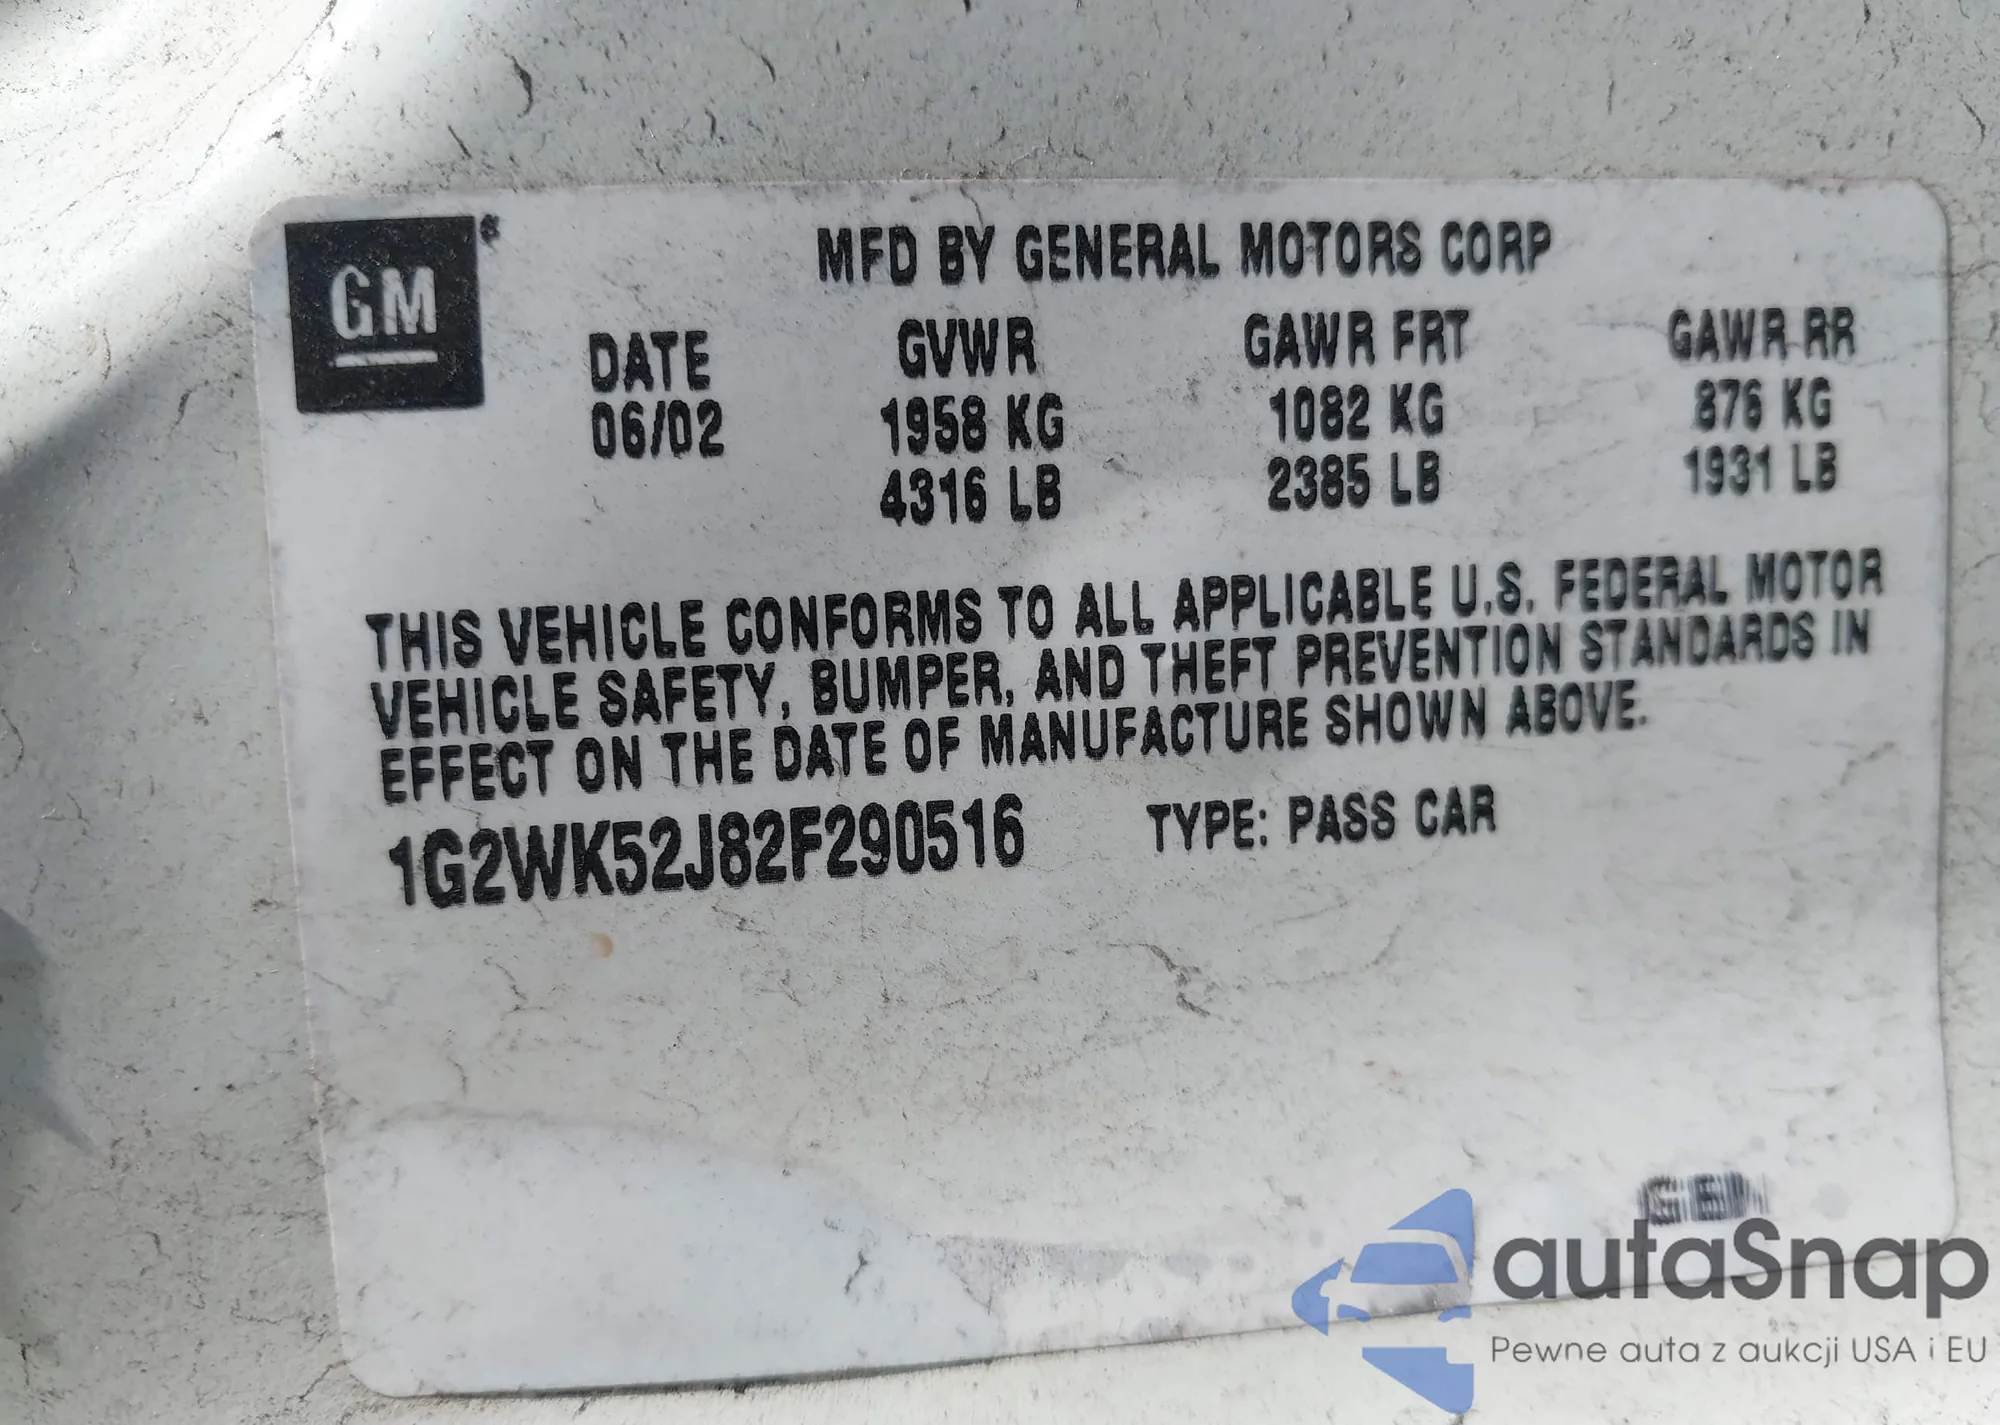 GM
MFD BY GENERAL MOTORS CORP
DATE GVWR GAWR FRT GAWR RR
06/02 1958 KG 1082 KG 876 KG
4316 LB 2385 LB 1931 LB
THIS VEHICLE CONFORMS TO ALL APPLICABLE U.S. FEDERAL MOTOR
VEHICLE SAFETY, BUMPER, AND THEFT PREVENTION STANDARDS IN
EFFECT ON THE DATE OF MANUFACTURE SHOWN ABOVE.
1G2WK52J82F290516 TYPE: PASS CAR
autaSnap
Pewne auta z aukcji USA i EU